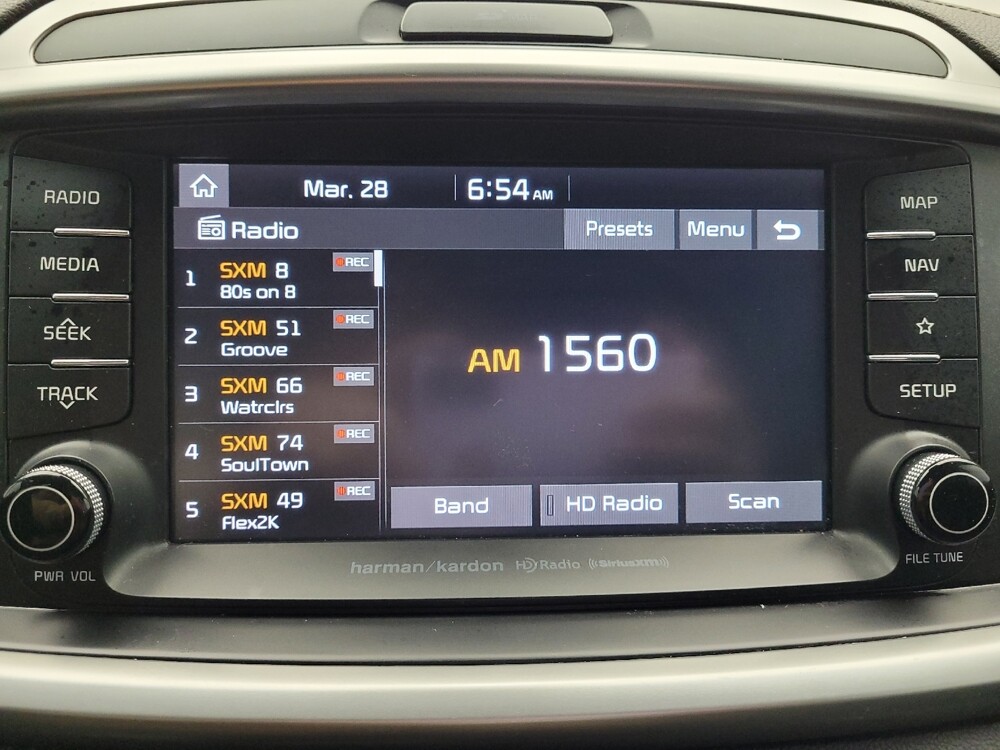 RADIO
MEDIA
SEEK
TRACK
PWR VOL
Mar. 28 6:54 AM
Radio Presets Menu
1 SXM 8 REC
80s on 8
2 SXM 51 REC
Groove
3 SXM 66 REC
Watrclrs
4 SXM 74 REC
SoulTown
5 SXM 49 REC
Flex2K
AM 1560
Band HD Radio Scan
harman/kardon HD Radio ((SiriusXM))
MAP
NAV
SETUP
FILE TUNE